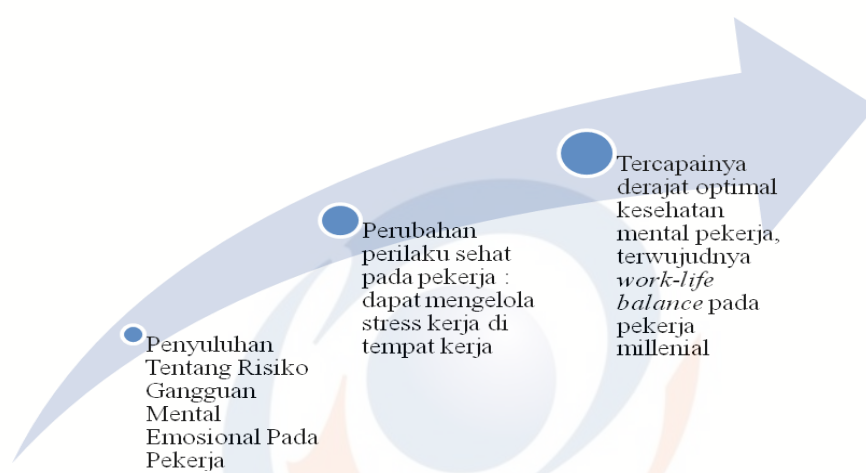 Penyuluhan
Tentang Risiko
Gangguan
Mental
Emosional Pada
Pekerja
Perubahan
perilaku sehat
pada pekerja :
dapat mengelola
stress kerja di
tempat kerja
Tercapainya
derajat optimal
kesehatan
mental pekerja,
terwujudnya
work-life
balance pada
pekerja
millenial